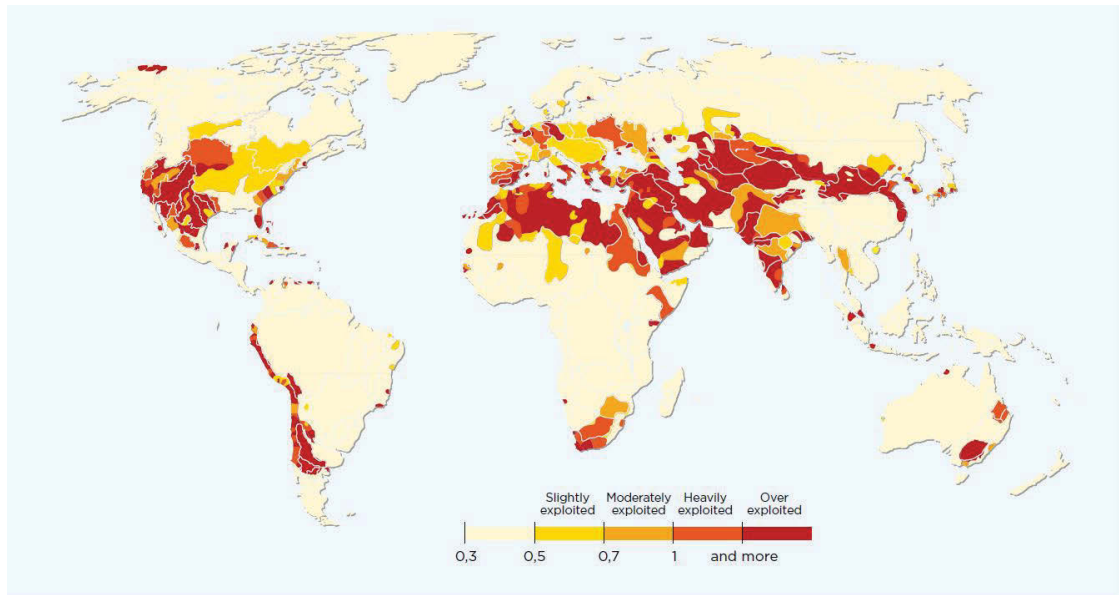 Slightly exploited
Moderately exploited
Heavily exploited
Over exploited
0,3 0,5 0,7 1 and more